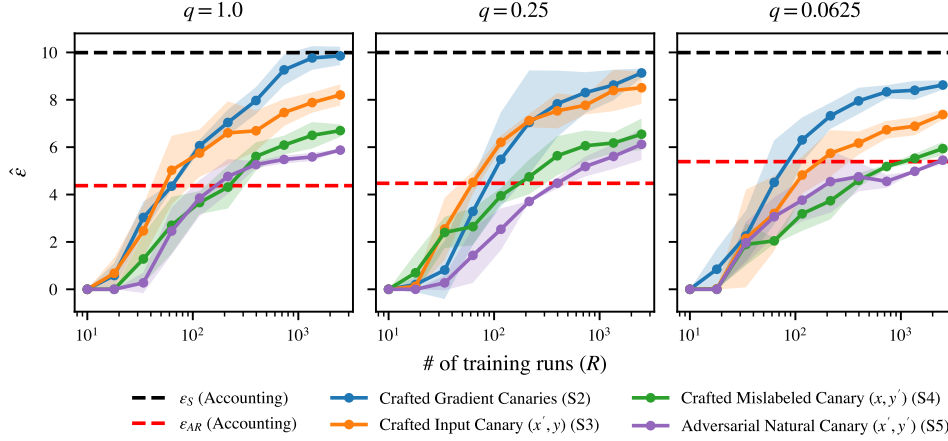 q = 1.0
q = 0.25
q = 0.0625
10
8
6
4
2
0
ε̂
10¹ 10² 10³
10¹ 10² 10³
10¹ 10² 10³
# of training runs (R)
ε_S (Accounting)
ε_AR (Accounting)
Crafted Gradient Canaries (S2)
Crafted Input Canary (x′, y) (S3)
Crafted Mislabeled Canary (x, y′) (S4)
Adversarial Natural Canary (x′, y′) (S5)